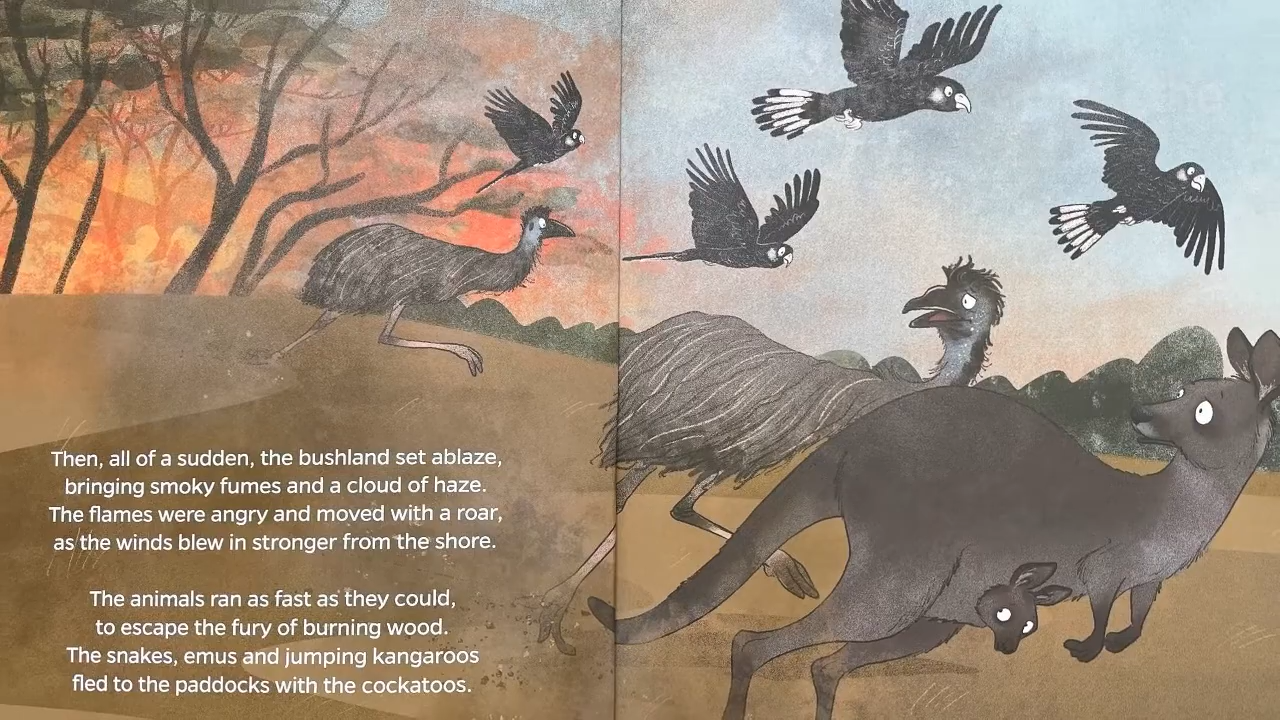 Then, all of a sudden, the bushland set ablaze,
bringing smoky fumes and a cloud of haze.
The flames were angry and moved with a roar,
as the winds blew in stronger from the shore.
The animals ran as fast as they could,
to escape the fury of burning wood.
The snakes, emus and jumping kangaroos
fled to the paddocks with the cockatoos.